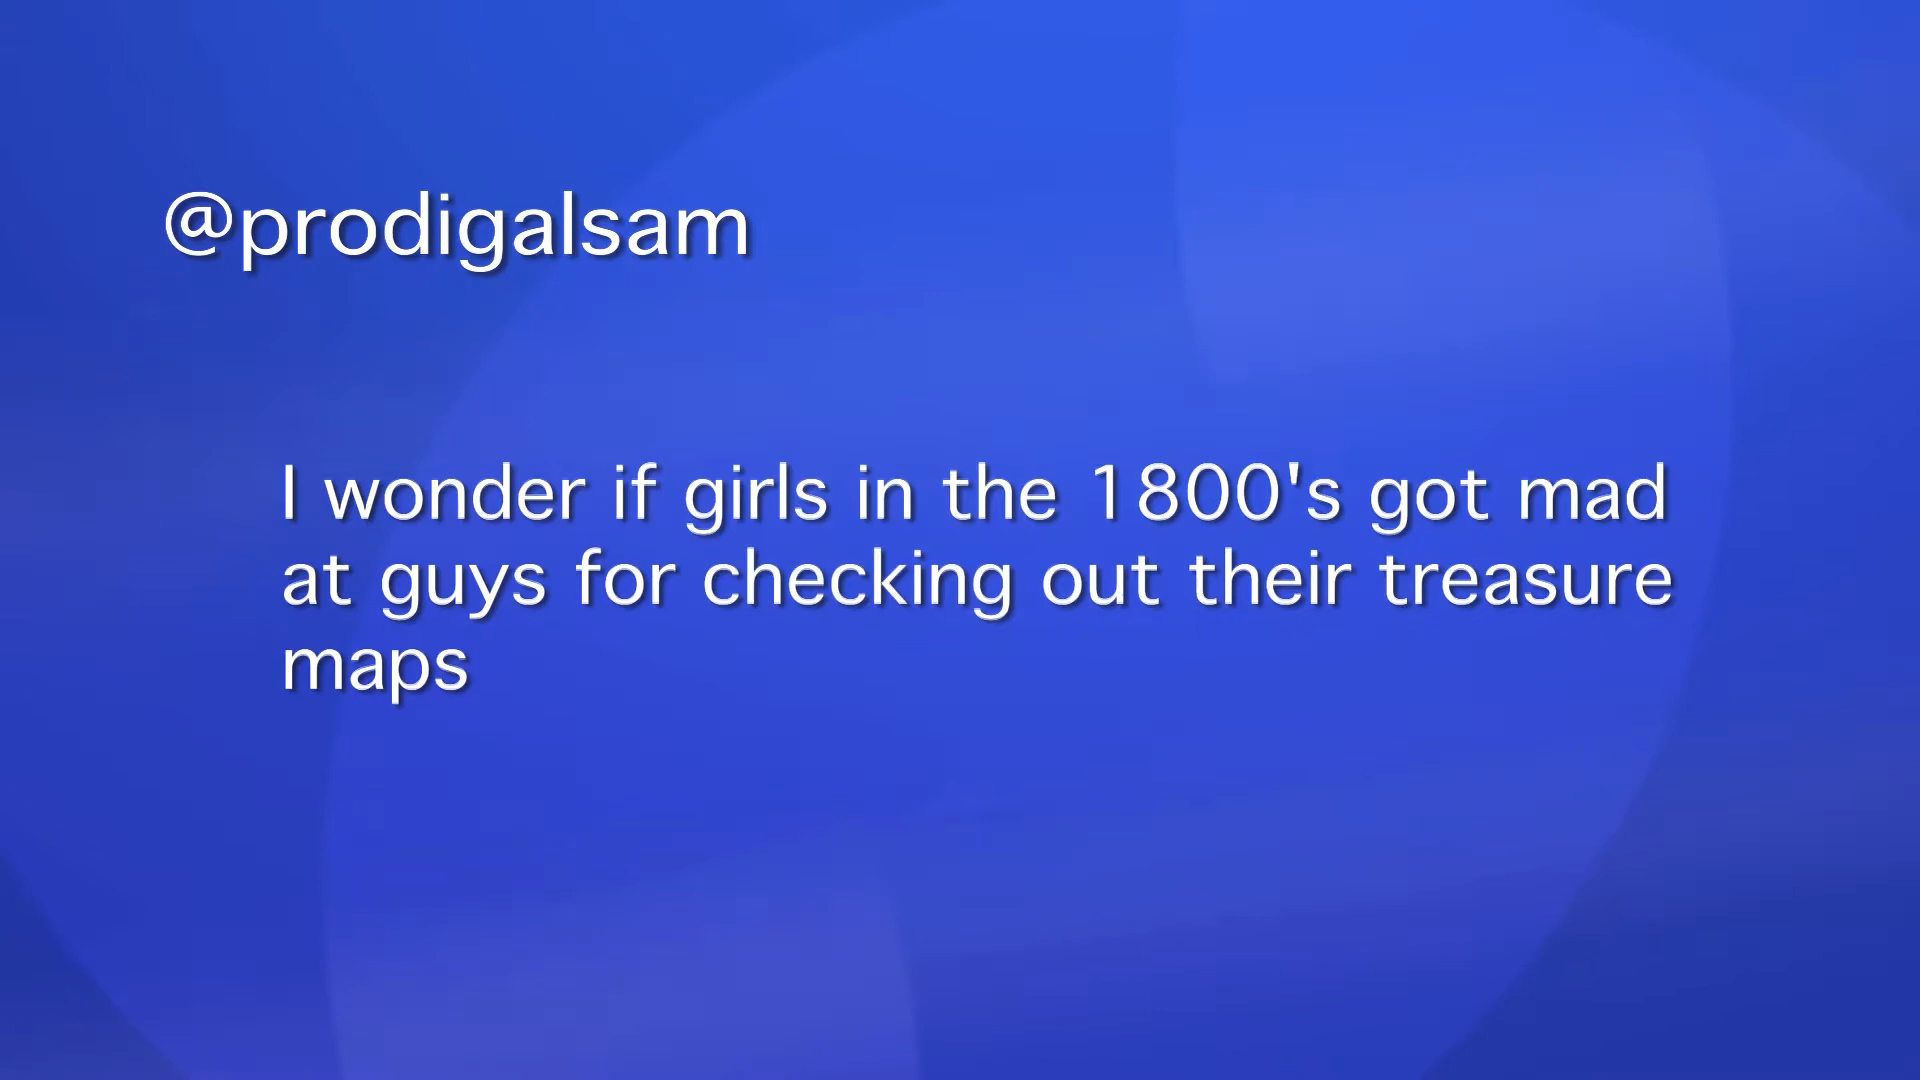 @prodigalsam
I wonder if girls in the 1800's got mad
at guys for checking out their treasure
maps